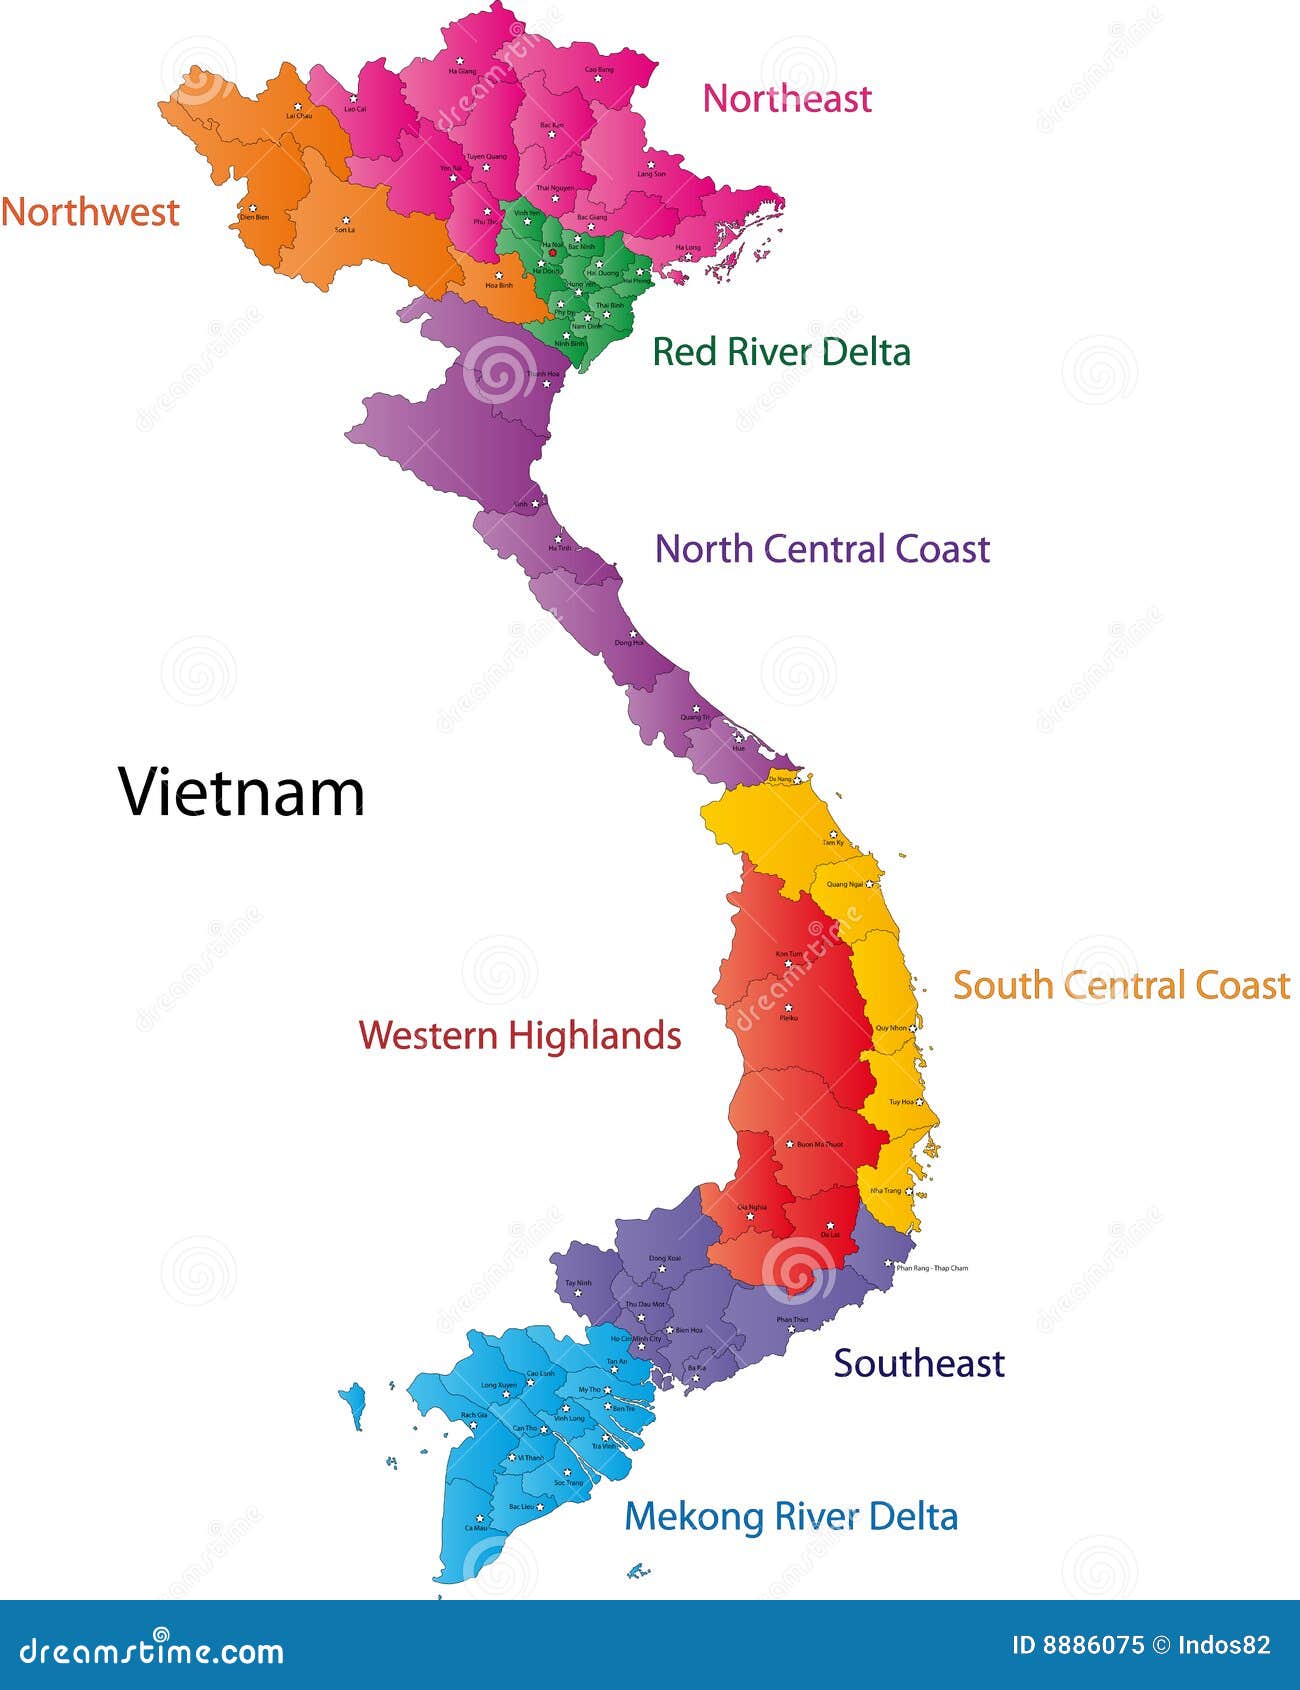 Ha Giang
Cao Bang
Northeast
Lao Cai
Lai Chau
Bac Kan
Tuyen Quang
Yen Bai
Lang Son
Thai Nguyen
Northwest
Dien Bien
Son La
Phu Tho
Vinh Yen
Bac Giang
Ha Noi
Bac Ninh
Ha Long
Ha Dong
Hai Duong
Hai Phong
Hoa Binh
Hung Yen
Thai Binh
Phy Ly
Nam Dinh
Ninh Binh
Red River Delta
Thanh Hoa
Vinh
Ha Tinh
North Central Coast
Dong Hoi
Quang Tri
Hue
Vietnam
Da Nang
Tam Ky
Quang Ngai
Kon Tum
South Central Coast
Pleiku
Quy Nhon
Western Highlands
Tuy Hoa
Buon Ma Thuot
Nha Trang
Gia Nghia
Da Lat
Dong Xoai
Phan Rang - Thap Cham
Tay Ninh
Thu Dau Mot
Phan Thiet
Bien Hoa
Ho Chi Minh City
Southeast
Tan An
Ba Ria
Cao Lanh
Long Xuyen
My Tho
Ben Tre
Rach Gia
Vinh Long
Can Tho
Tra Vinh
Vi Thanh
Soc Trang
Bac Lieu
Mekong River Delta
Ca Mau
dreamstime.com
ID 8886075 © Indos82